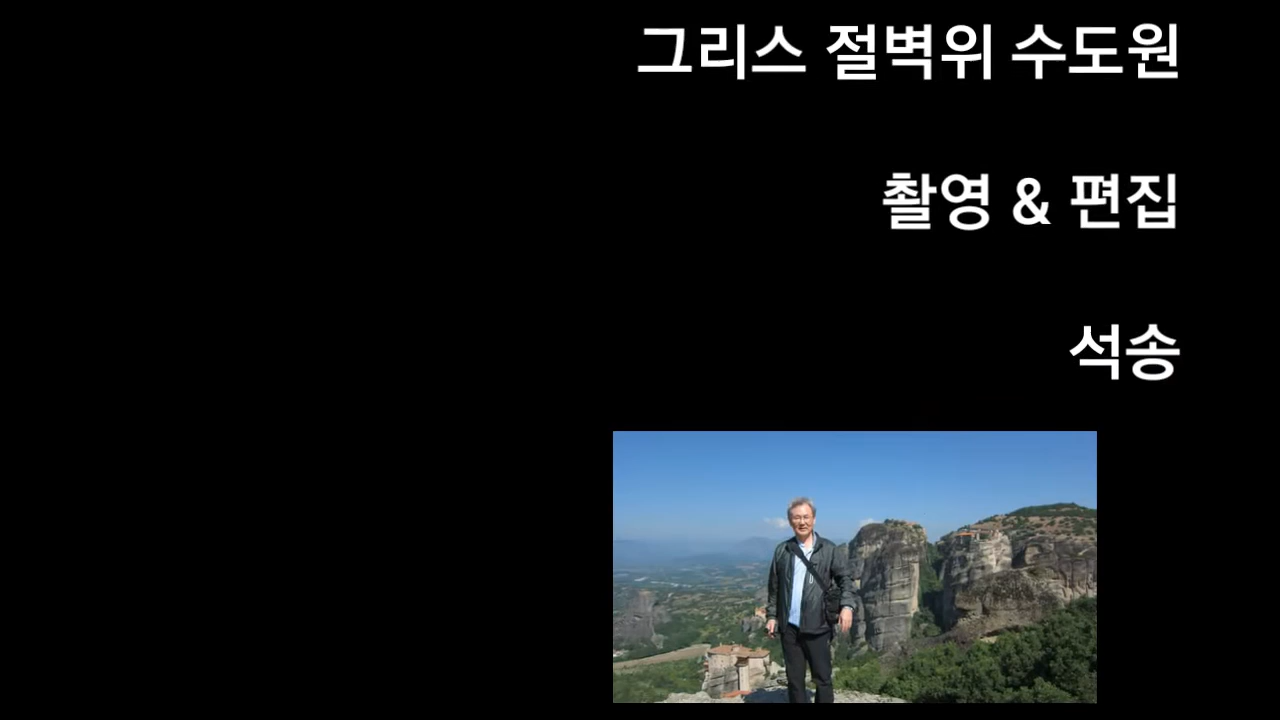 그리스 절벽위 수도원
촬영 & 편집
석송